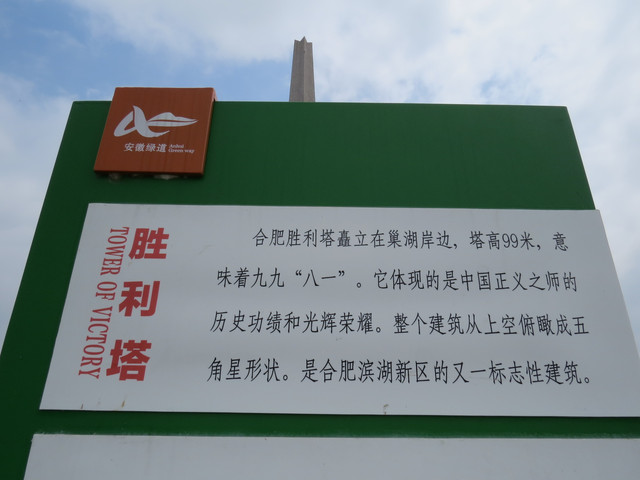 安徽绿道
Anhui
Green way
胜利塔
TOWER OF VICTORY
合肥胜利塔矗立在巢湖岸边，塔高99米，意
味着九九“八一”。它体现的是中国正义之师的
历史功绩和光辉荣耀。整个建筑从上空俯瞰成五
角星形状。是合肥滨湖新区的又一标志性建筑。